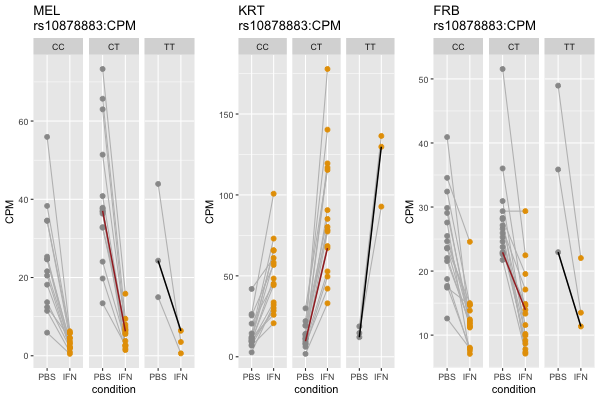 MEL
rs10878883:CPM
CC CT TT
CPM
60
40
20
0
PBS IFN PBS IFN PBS IFN
condition
KRT
rs10878883:CPM
CC CT TT
CPM
150
100
50
0
PBS IFN PBS IFN PBS IFN
condition
FRB
rs10878883:CPM
CC CT TT
CPM
50
40
30
20
10
PBS IFN PBS IFN PBS IFN
condition